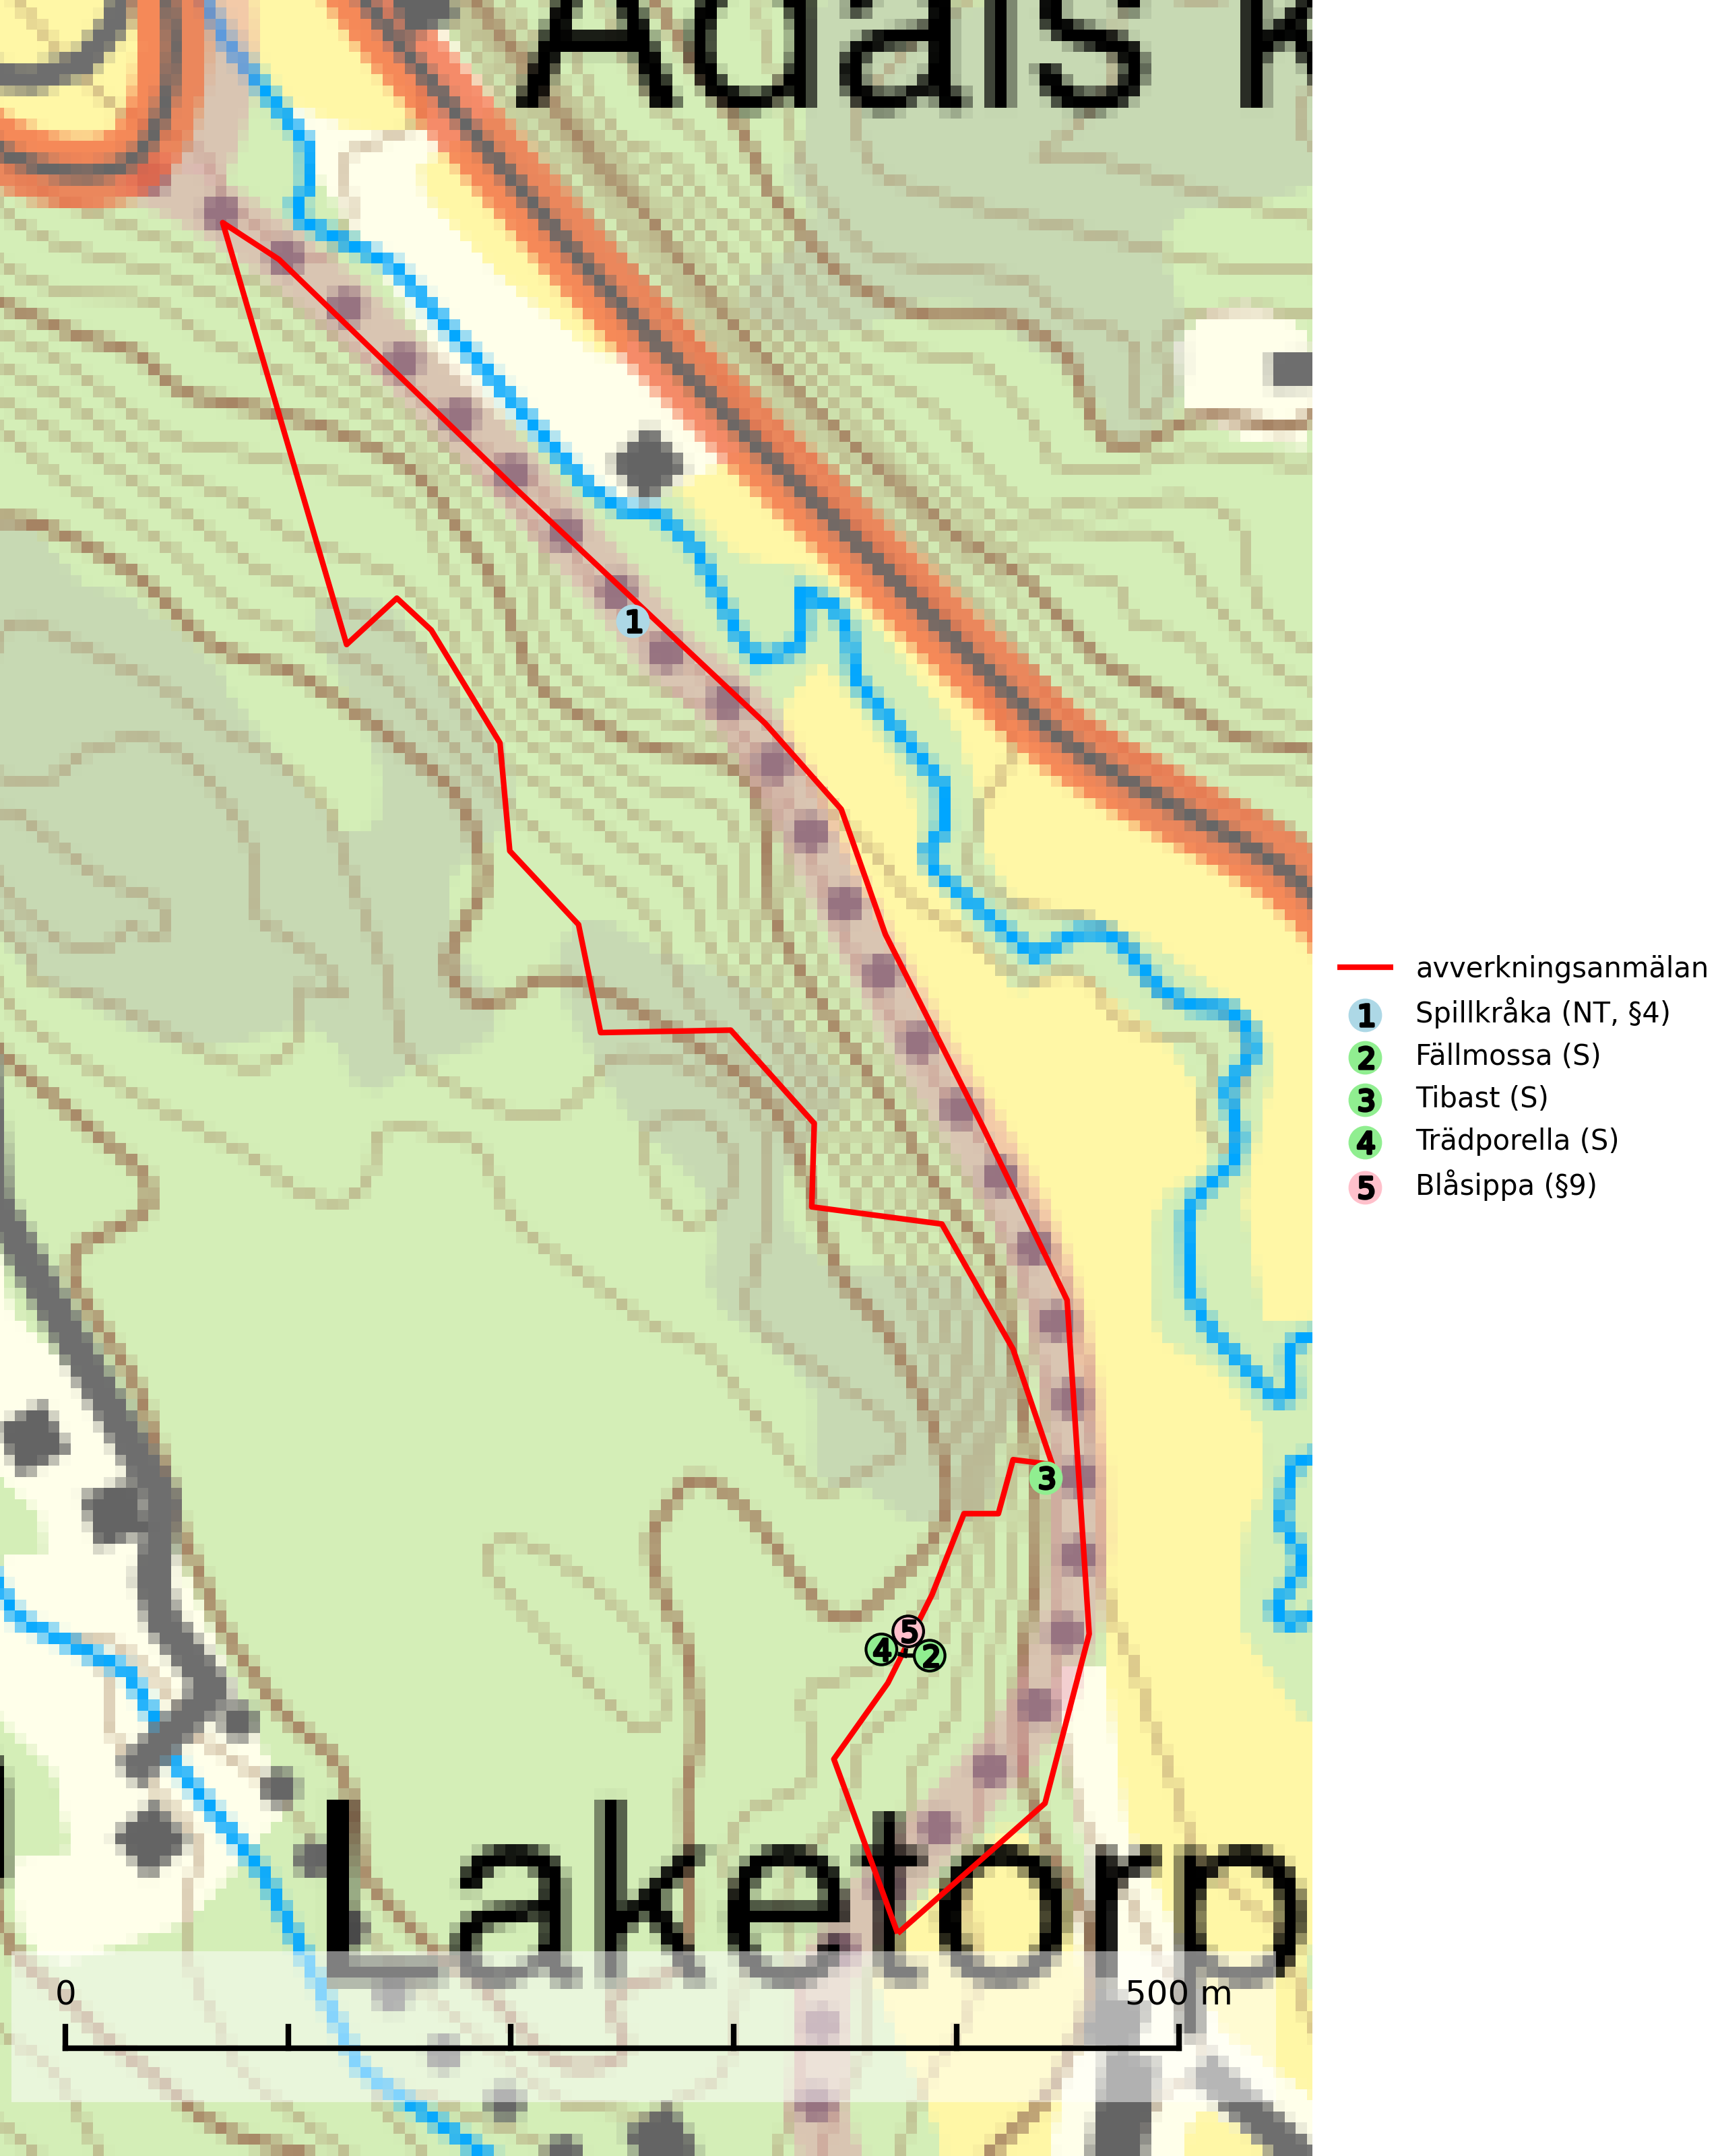 Ådals k
avverkningsanmälan
1 Spillkråka (NT, §4)
2 Fällmossa (S)
3 Tibast (S)
4 Trädporella (S)
5 Blåsippa (§9)
1
3
5
4
2
Laketorp
0
500 m